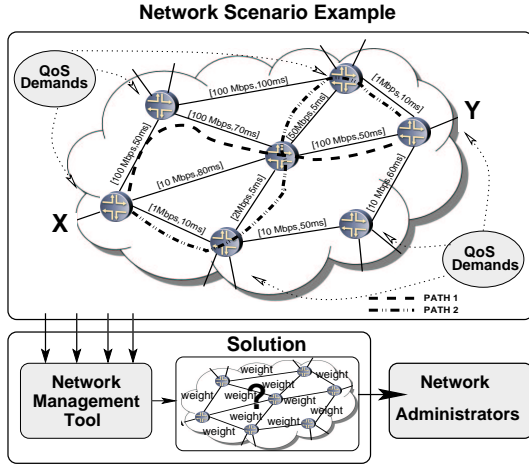 Network Scenario Example
QoS
Demands
[100 Mbps,100ms]
[1Mbps,10ms]
[100 Mbps,50ms]
[100 Mbps,70ms]
[50Mbps,5ms]
Y
[100 Mbps,50ms]
[10 Mbps,80ms]
[10 Mbps,60ms]
X
[1Mbps,10ms]
[2Mbps,5ms]
[10 Mbps,50ms]
QoS
Demands
PATH 1
PATH 2
Solution
Network
Management
Tool
weight
weight
weight
weight
?
weight
weight
weight
weight
weight
Network
Administrators